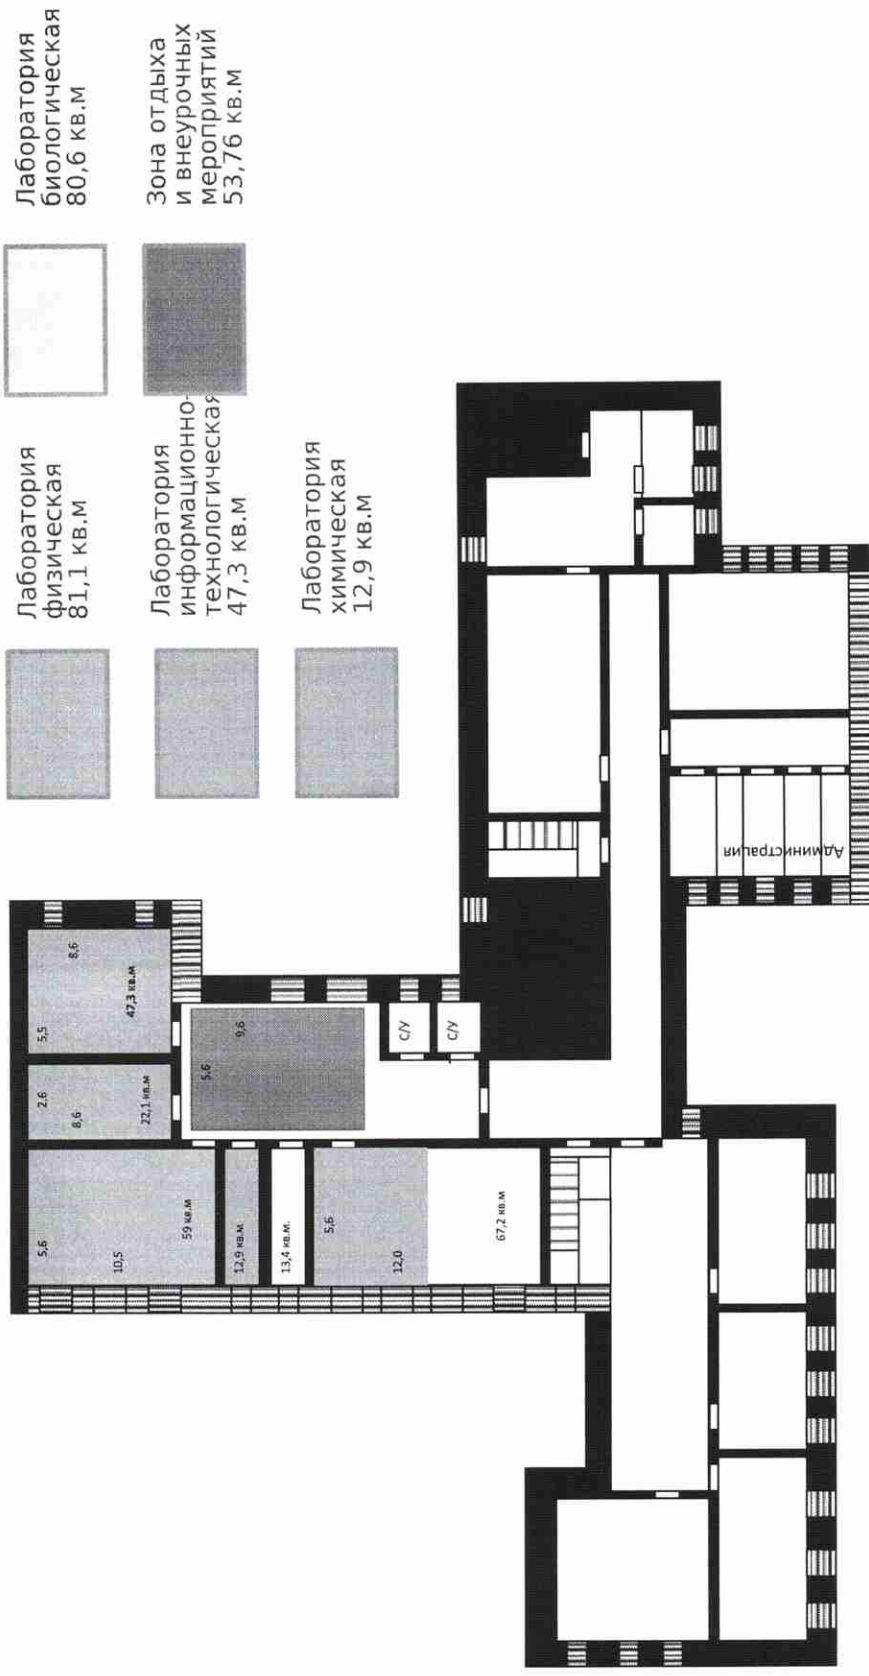 Лаборатория
физическая
81,1 кв.м
Лаборатория
биологическая
80,6 кв.м
Лаборатория
информационно-
технологическая
47,3 кв.м
Зона отдыха
и внеурочных
мероприятий
53,76 кв.м
Лаборатория
химическая
12,9 кв.м
5,6
10,5
59 кв.м
2,6
8,6
22,1 кв.м
5,5
8,6
47,3 кв.м
12,9 кв.м
13,4 кв.м.
5,6
12,0
67,2 кв.м
5,6
9,6
С/У
С/У
Администрация